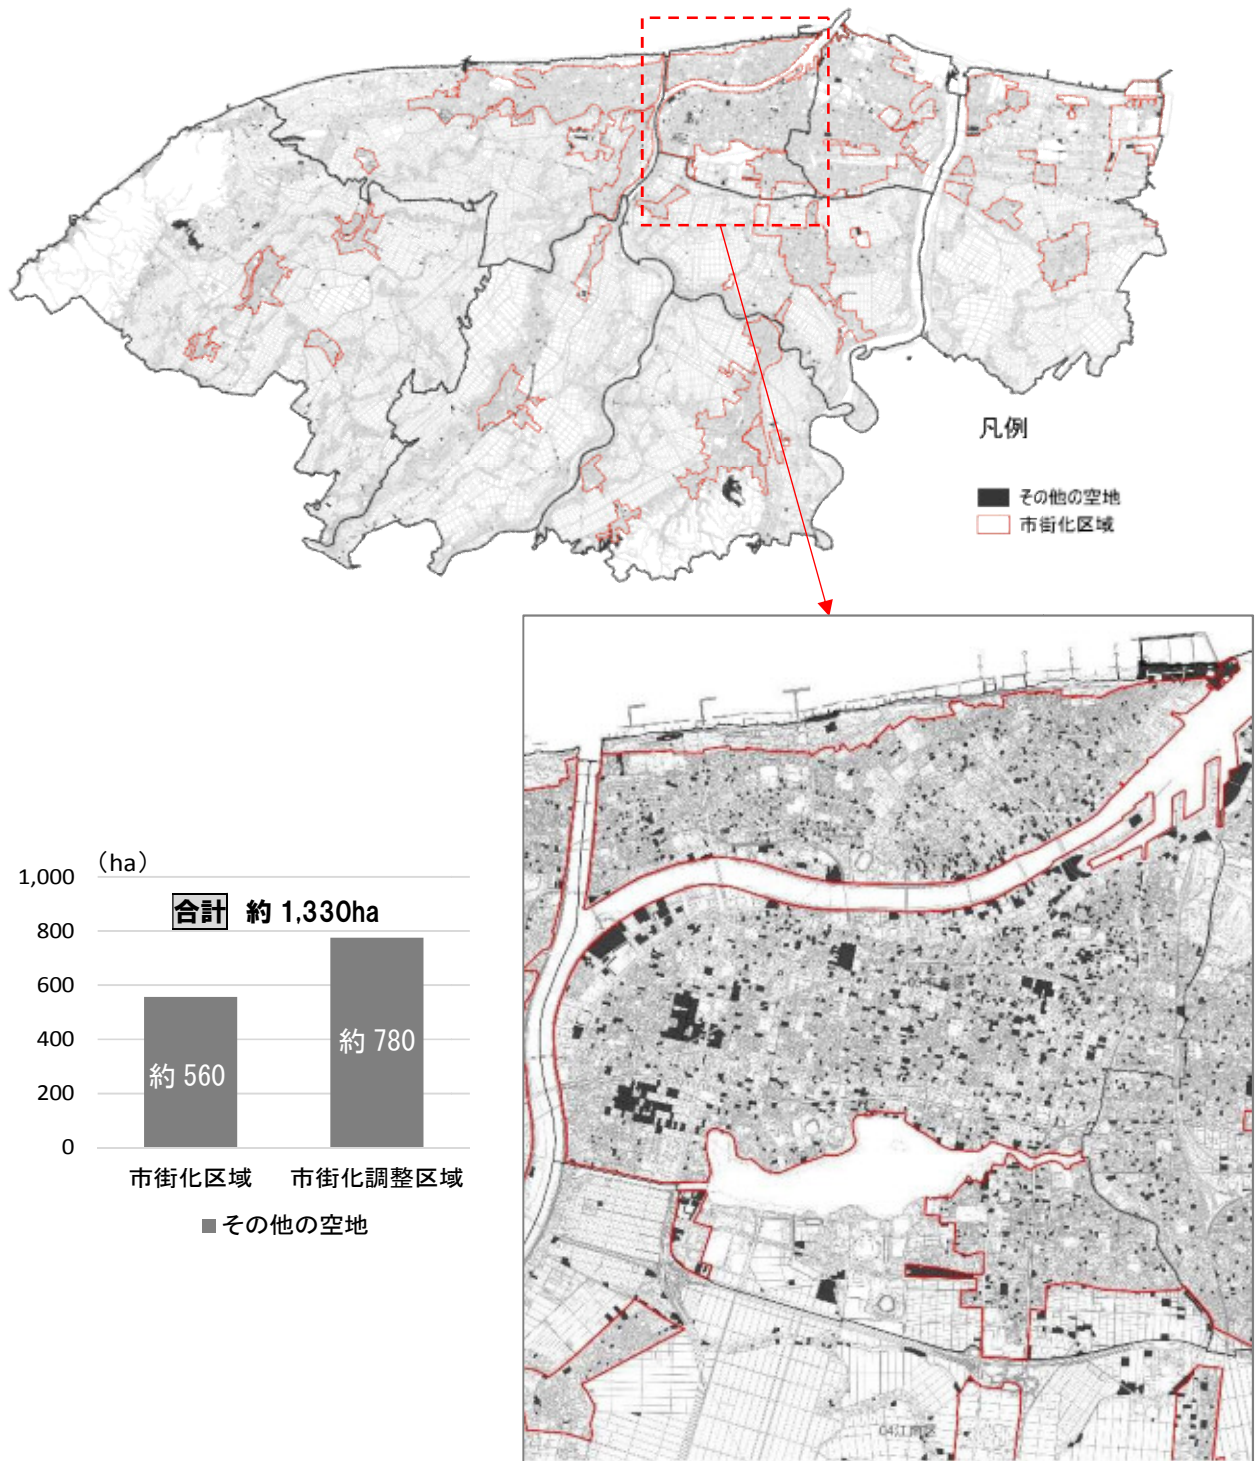 凡例
その他の空地
市街化区域
（ha）
合計 約 1,330ha
1,000
800
600
400
200
0
約 560
約 780
市街化区域
市街化調整区域
その他の空地